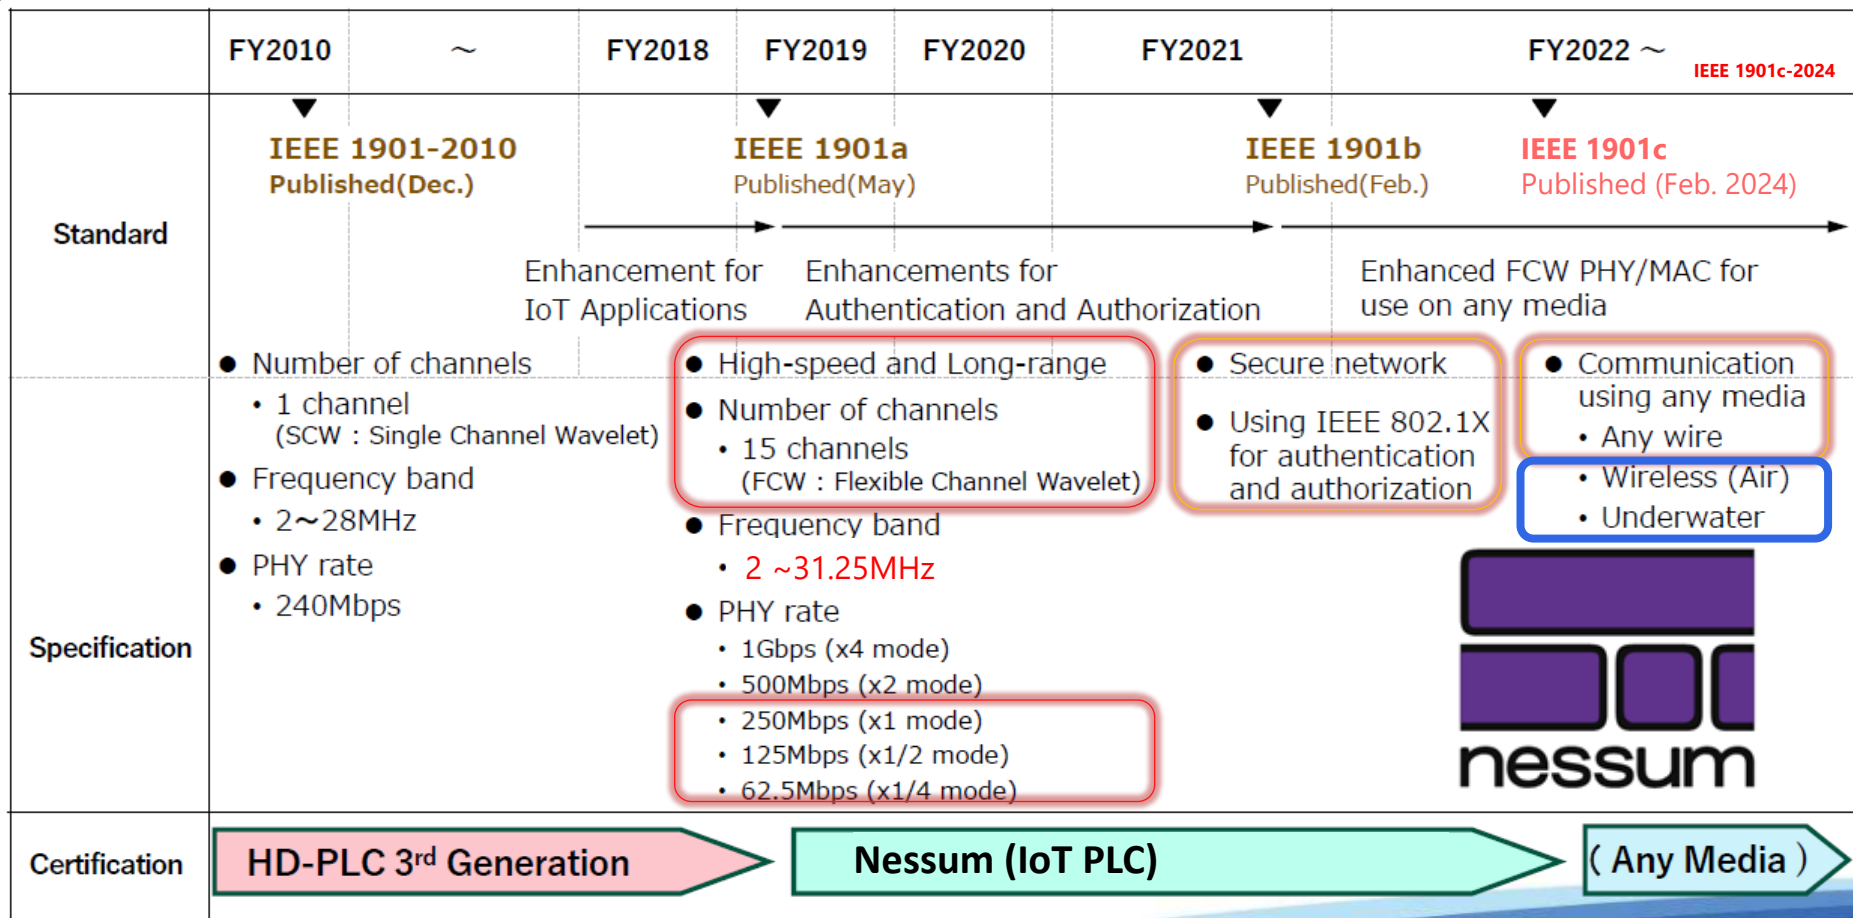 FY2010 ～ FY2018 FY2019 FY2020 FY2021 FY2022～
IEEE 1901c-2024
Standard
IEEE 1901-2010
Published(Dec.)
IEEE 1901a
Published(May)
IEEE 1901b
Published(Feb.)
IEEE 1901c
Published (Feb. 2024)
Enhancement for
IoT Applications
Enhancements for
Authentication and Authorization
Enhanced FCW PHY/MAC for
use on any media
Specification
● Number of channels
・1 channel
(SCW : Single Channel Wavelet)
● Frequency band
・2～28MHz
● PHY rate
・240Mbps
● High-speed and Long-range
● Number of channels
・15 channels
(FCW : Flexible Channel Wavelet)
● Frequency band
・2 ~31.25MHz
● PHY rate
・1Gbps (x4 mode)
・500Mbps (x2 mode)
・250Mbps (x1 mode)
・125Mbps (x1/2 mode)
・62.5Mbps (x1/4 mode)
● Secure network
● Using IEEE 802.1X
for authentication
and authorization
● Communication
using any media
・Any wire
・Wireless (Air)
・Underwater
nessum
Certification
HD-PLC 3rd Generation
Nessum (IoT PLC)
( Any Media )